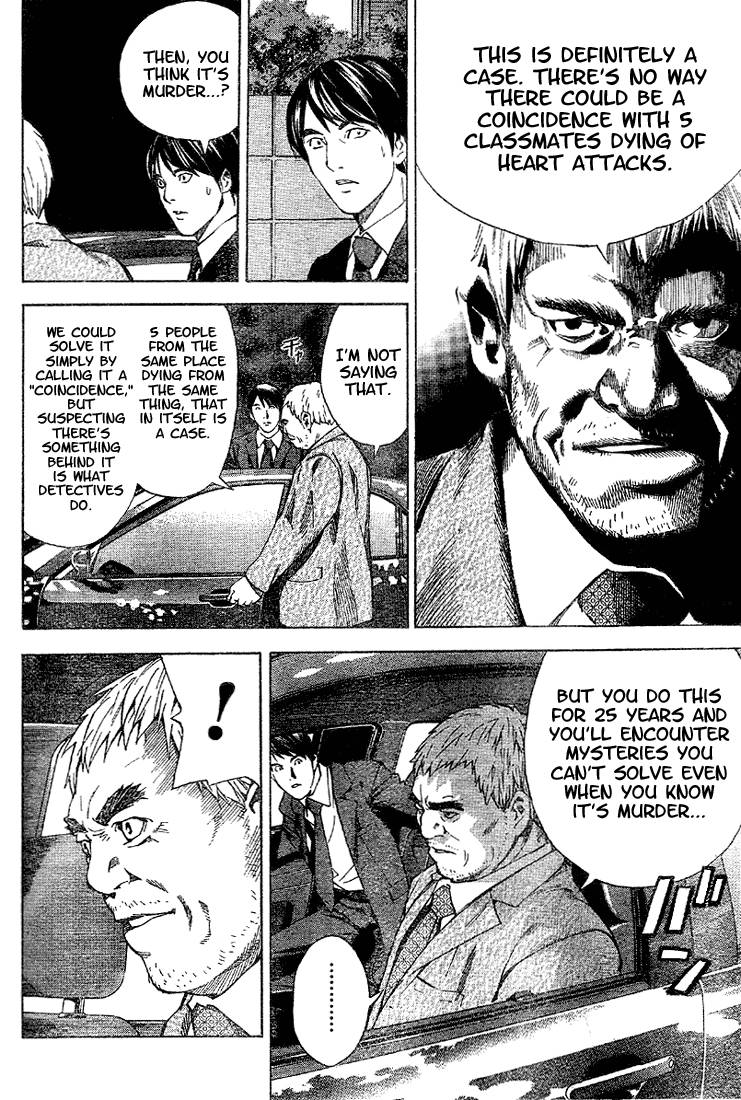 THIS IS DEFINITELY A
CASE. THERE'S NO WAY
THERE COULD BE A
COINCIDENCE WITH 5
CLASSMATES DYING OF
HEART ATTACKS.
THEN, YOU
THINK IT'S
MURDER...?
I'M NOT
SAYING
THAT.
チャ
5 PEOPLE
FROM THE
SAME PLACE
DYING FROM
THE SAME
THING, THAT
IN ITSELF IS
A CASE.
WE COULD
SOLVE IT
SIMPLY BY
CALLING IT A
"COINCIDENCE,"
BUT
SUSPECTING
THERE'S
SOMETHING
BEHIND IT
IS WHAT
DETECTIVES
DO.
BUT YOU DO THIS
FOR 25 YEARS AND
YOU'LL ENCOUNTER
MYSTERIES YOU
CAN'T SOLVE EVEN
WHEN YOU KNOW
IT'S MURDER...
バン
.........
!